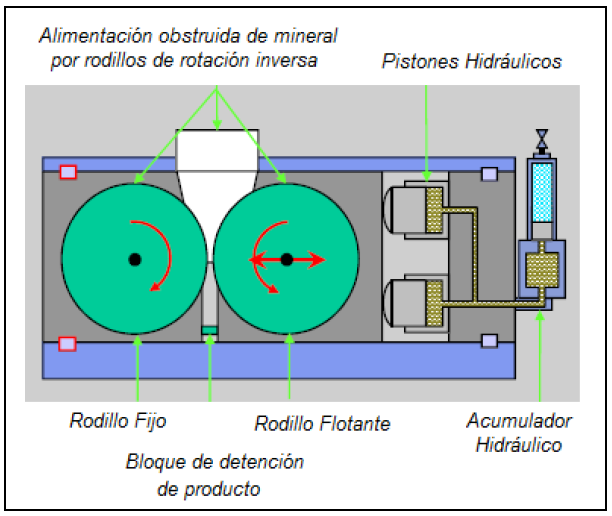 Alimentación obstruida de mineral
por rodillos de rotación inversa
Pistones Hidráulicos
Rodillo Fijo
Rodillo Flotante
Acumulador
Hidráulico
Bloque de detención
de producto